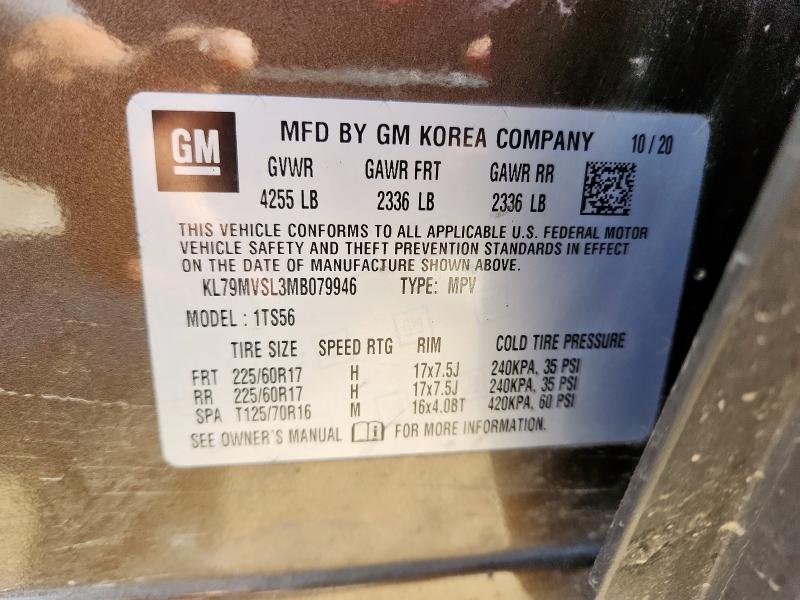 GM MFD BY GM KOREA COMPANY 10/20
GVWR GAWR FRT GAWR RR
4255 LB 2336 LB 2336 LB
THIS VEHICLE CONFORMS TO ALL APPLICABLE U.S. FEDERAL MOTOR
VEHICLE SAFETY AND THEFT PREVENTION STANDARDS IN EFFECT
ON THE DATE OF MANUFACTURE SHOWN ABOVE.
KL79MVSL3MB079946 TYPE: MPV
MODEL : 1TS56
TIRE SIZE SPEED RTG RIM COLD TIRE PRESSURE
FRT 225/60R17 H 17x7.5J 240KPA, 35 PSI
RR 225/60R17 H 17x7.5J 240KPA, 35 PSI
SPA T125/70R16 M 16x4.0BT 420KPA, 60 PSI
SEE OWNER'S MANUAL FOR MORE INFORMATION.